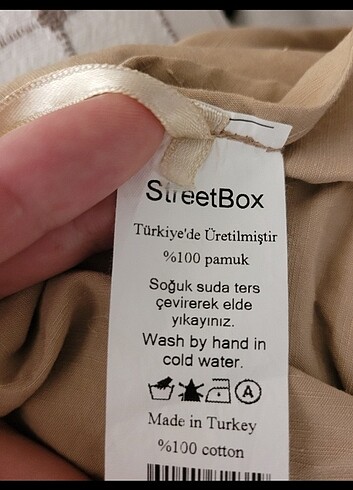 StreetBox
Türkiye'de Üretilmiştir
%100 pamuk
Soğuk suda ters
çevirerek elde
yıkayınız.
Wash by hand in
cold water.
A
Made in Turkey
%100 cotton